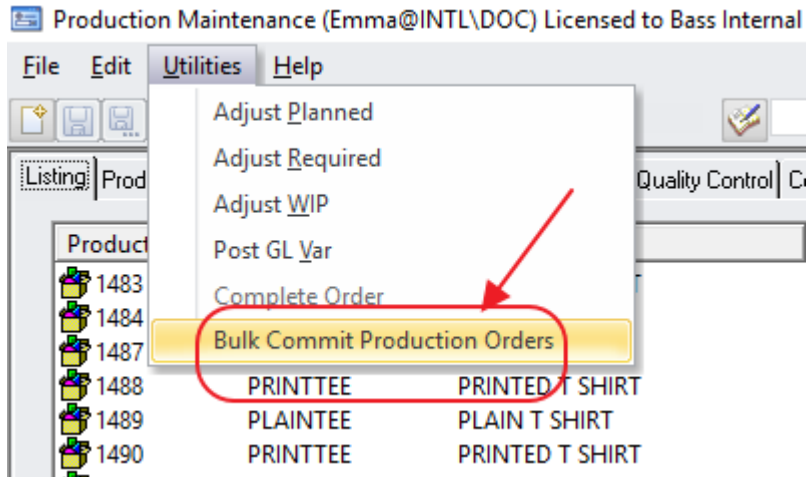 Production Maintenance (Emma@INTL\DOC) Licensed to Bass Internal
File Edit Utilities Help
Adjust Planned
Adjust Required
Adjust WIP
Post GL Var
Complete Order
Bulk Commit Production Orders
Listing Prod Quality Control
Product
1483
1484
1487
1488 PRINTTEE PRINTED T SHIRT
1489 PLAINTEE PLAIN T SHIRT
1490 PRINTTEE PRINTED T SHIRT